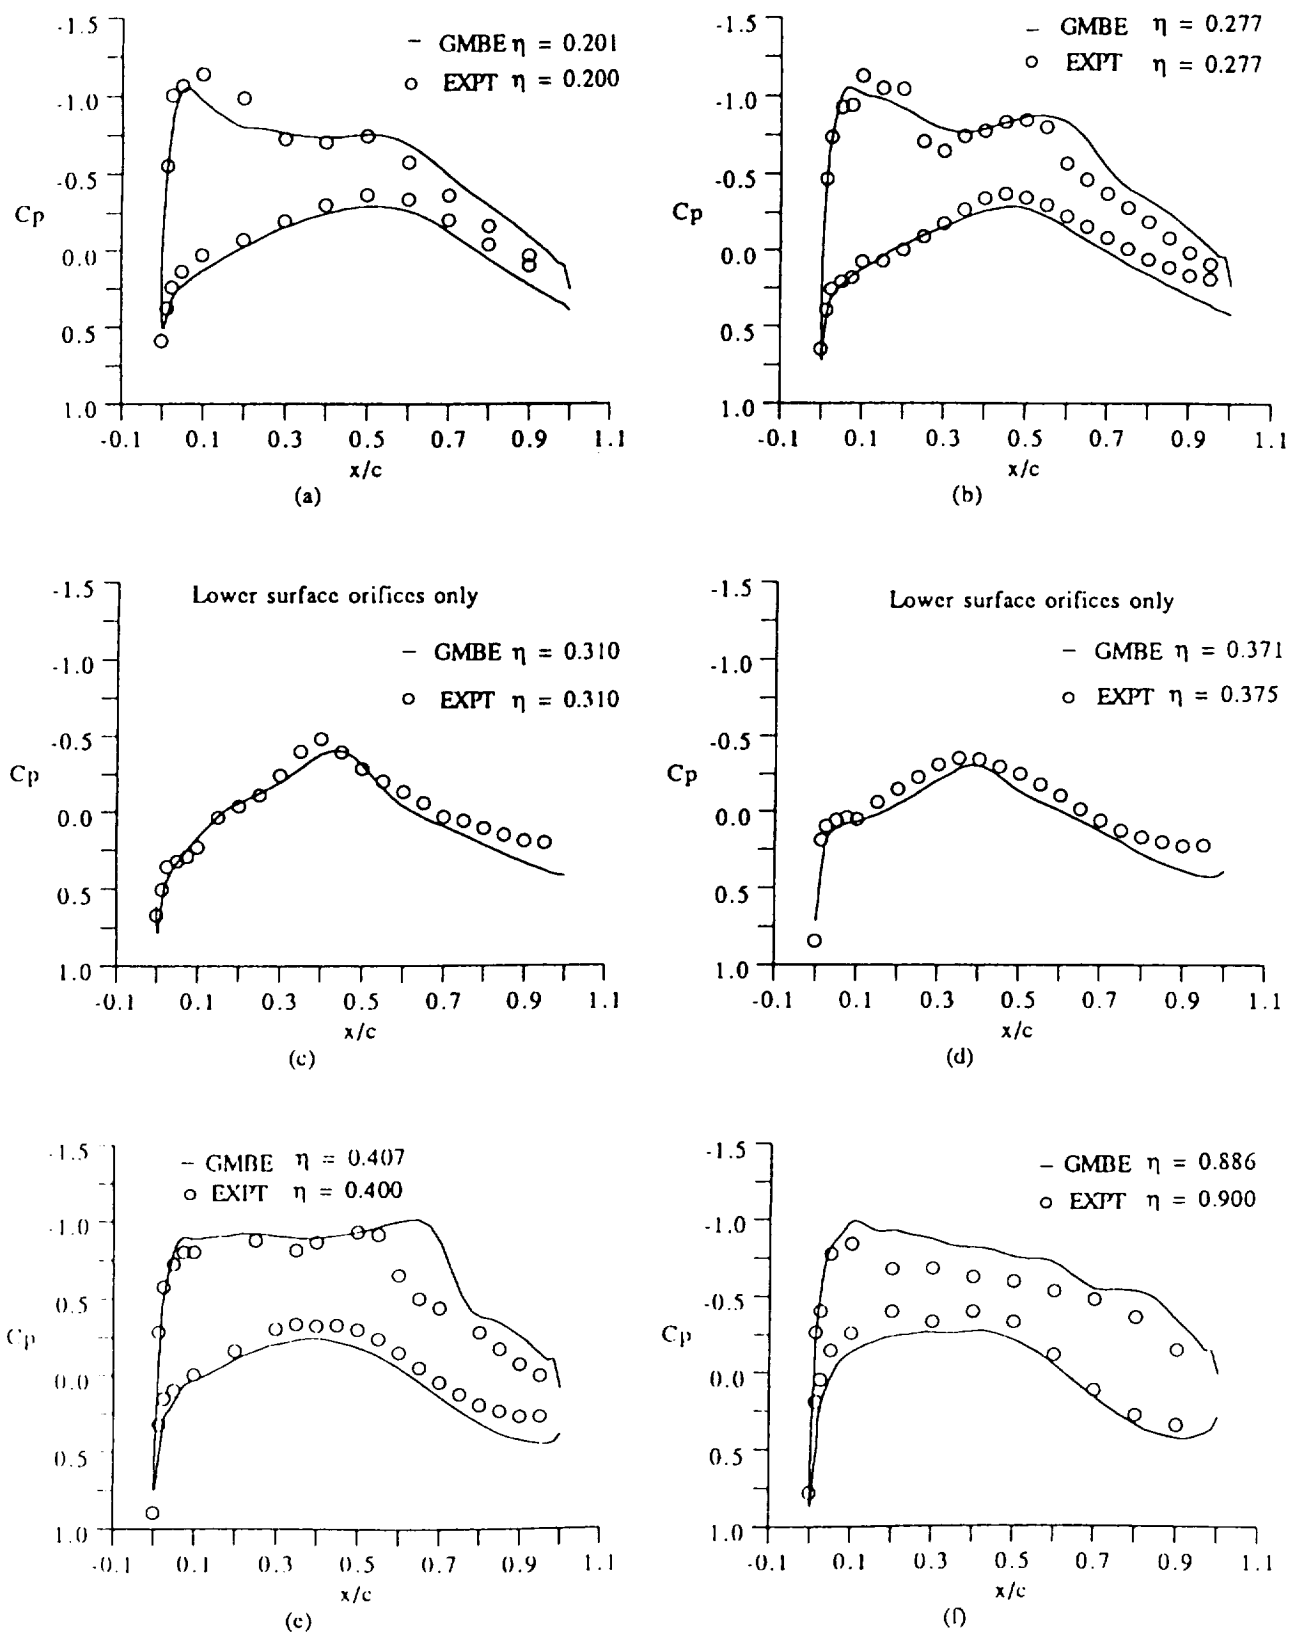 -1.5
-1.0
-0.5
Cp
0.0
0.5
1.0
– GMBE η = 0.201
○ EXPT η = 0.200
-0.1 0.1 0.3 0.5 0.7 0.9 1.1
x/c
(a)
-1.5
-1.0
-0.5
Cp
0.0
0.5
1.0
– GMBE η = 0.277
○ EXPT η = 0.277
-0.1 0.1 0.3 0.5 0.7 0.9 1.1
x/c
(b)
-1.5
-1.0
-0.5
Cp
0.0
0.5
1.0
Lower surface orifices only
– GMBE η = 0.310
○ EXPT η = 0.310
-0.1 0.1 0.3 0.5 0.7 0.9 1.1
x/c
(c)
-1.5
-1.0
-0.5
Cp
0.0
0.5
1.0
Lower surface orifices only
– GMBE η = 0.371
○ EXPT η = 0.375
-0.1 0.1 0.3 0.5 0.7 0.9 1.1
x/c
(d)
-1.5
-1.0
0.5
Cp
0.0
0.5
1.0
– GMBE η = 0.407
○ EXPT η = 0.400
-0.1 0.1 0.3 0.5 0.7 0.9 1.1
x/c
(e)
-1.5
-1.0
-0.5
Cp
0.0
0.5
1.0
– GMBE η = 0.886
○ EXPT η = 0.900
-0.1 0.1 0.3 0.5 0.7 0.9 1.1
x/c
(f)